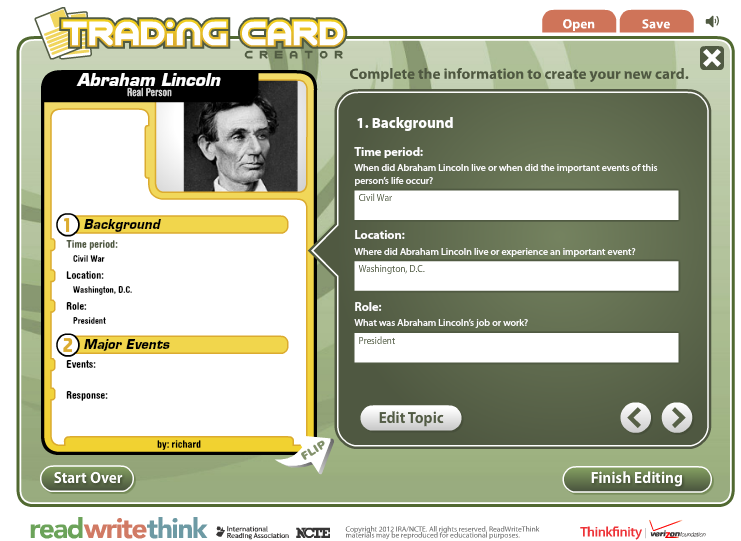 TRADING CARD
CREATOR
Open
Save
Complete the information to create your new card.
Abraham Lincoln
Real Person
1 Background
Time period:
Civil War
Location:
Washington, D.C.
Role:
President
2 Major Events
Events:
Response:
by: richard
FLIP
1. Background
Time period:
When did Abraham Lincoln live or when did the important events of this
person's life occur?
Civil War
Location:
Where did Abraham Lincoln live or experience an important event?
Washington, D.C.
Role:
What was Abraham Lincoln's job or work?
President
Edit Topic
Start Over
Finish Editing
readwritethink
International
Reading Association
NCTE
Copyright 2012 IRA/NCTE. All rights reserved, ReadWriteThink
materials may be reproduced for educational purposes.
Thinkfinity
verizonfoundation